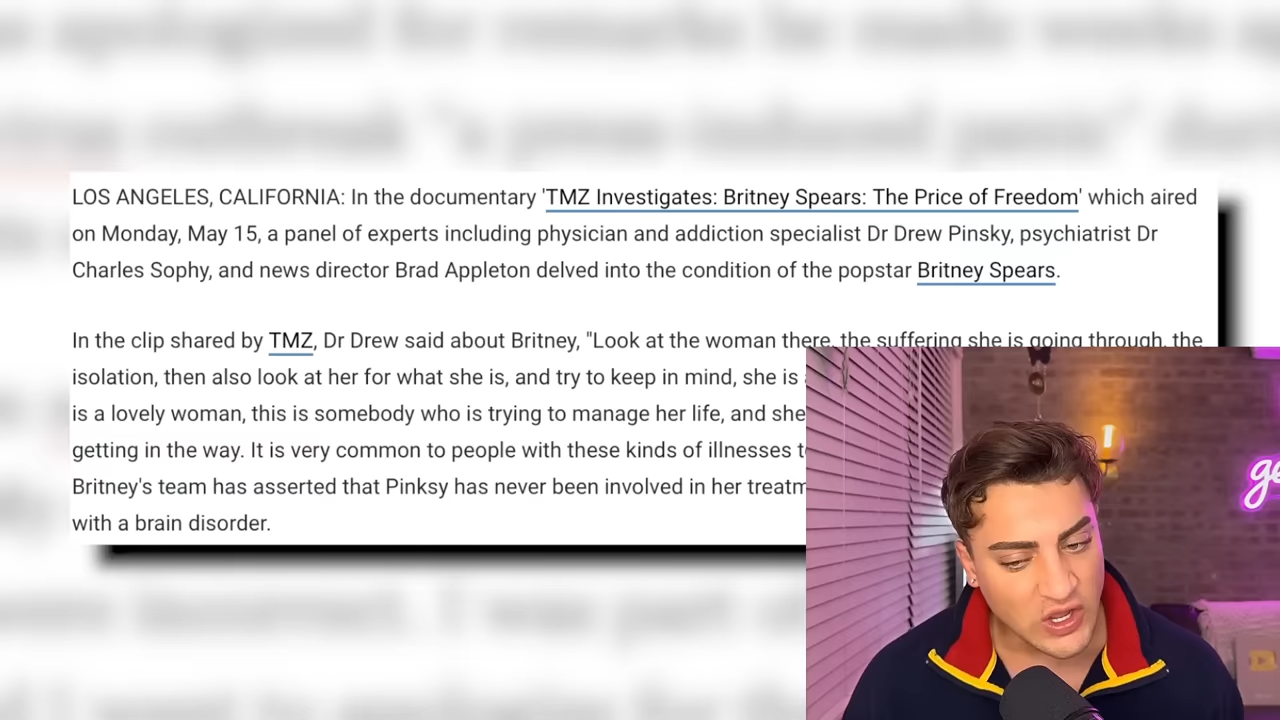 LOS ANGELES, CALIFORNIA: In the documentary 'TMZ Investigates: Britney Spears: The Price of Freedom' which aired
on Monday, May 15, a panel of experts including physician and addiction specialist Dr Drew Pinsky, psychiatrist Dr
Charles Sophy, and news director Brad Appleton delved into the condition of the popstar Britney Spears.
In the clip shared by TMZ, Dr Drew said about Britney, "Look at the woman there, the suffering she is going through, the
isolation, then also look at her for what she is, and try to keep in mind, she is
is a lovely woman, this is somebody who is trying to manage her life, and she
getting in the way. It is very common to people with these kinds of illnesses
Britney's team has asserted that Pinksy has never been involved in her
with a brain disorder.